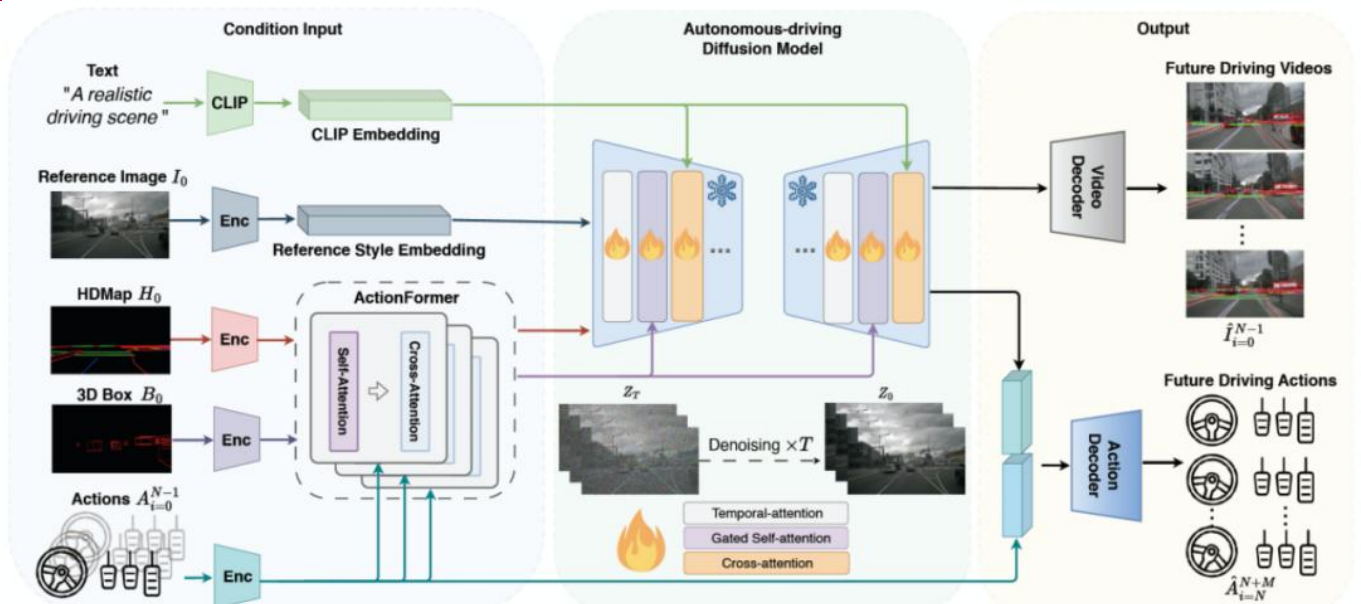 Condition Input
Text
"A realistic
driving scene "
CLIP
CLIP Embedding
Reference Image I₀
Enc
Reference Style Embedding
HDMap H₀
Enc
ActionFormer
Self-Attention
Cross-Attention
3D Box B₀
Enc
Actions A_{i=0}^{N-1}
Enc
Autonomous-driving
Diffusion Model
...
...
Z_T
Z_0
Denoising ×T
Temporal-attention
Gated Self-attention
Cross-attention
Output
Future Driving Videos
Video
Decoder
Î_{i=0}^{N-1}
Future Driving Actions
Action
Decoder
Â_{i=N}^{N+M}